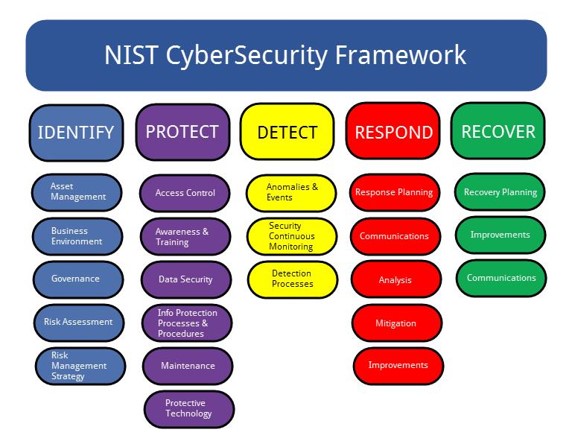 NIST CyberSecurity Framework
IDENTIFY
PROTECT
DETECT
RESPOND
RECOVER
Asset
Management
Business
Environment
Governance
Risk Assessment
Risk
Management
Strategy
Access Control
Awareness &
Training
Data Security
Info Protection
Processes &
Procedures
Maintenance
Protective
Technology
Anomalies &
Events
Security
Continuous
Monitoring
Detection
Processes
Response Planning
Communications
Analysis
Mitigation
Improvements
Recovery Planning
Improvements
Communications